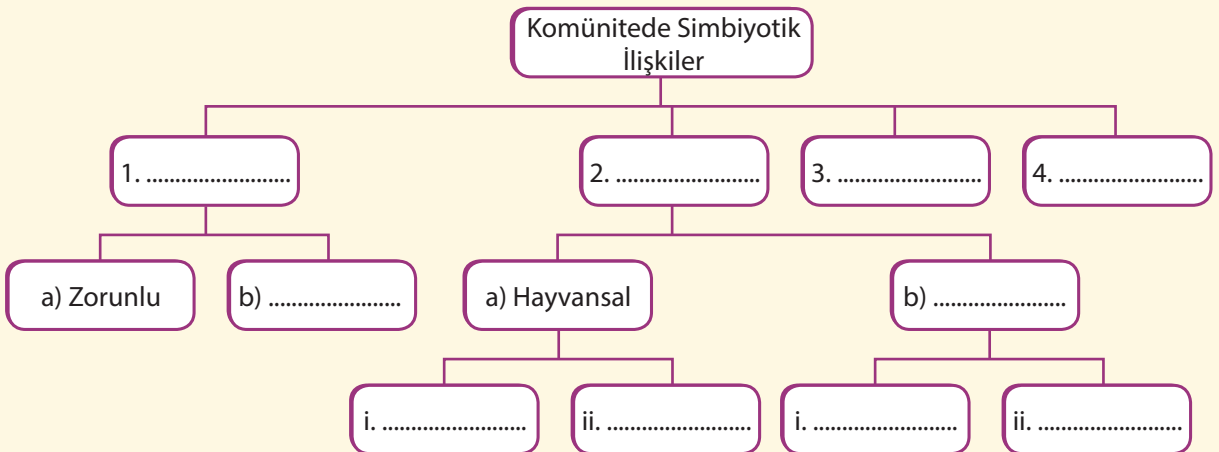 Komünitede Simbiyotik
İlişkiler
1. .........................
2. .........................
3. .........................
4. .........................
a) Zorunlu
b) .......................
a) Hayvansal
b) .......................
i. .........................
ii. .........................
i. .........................
ii. .........................